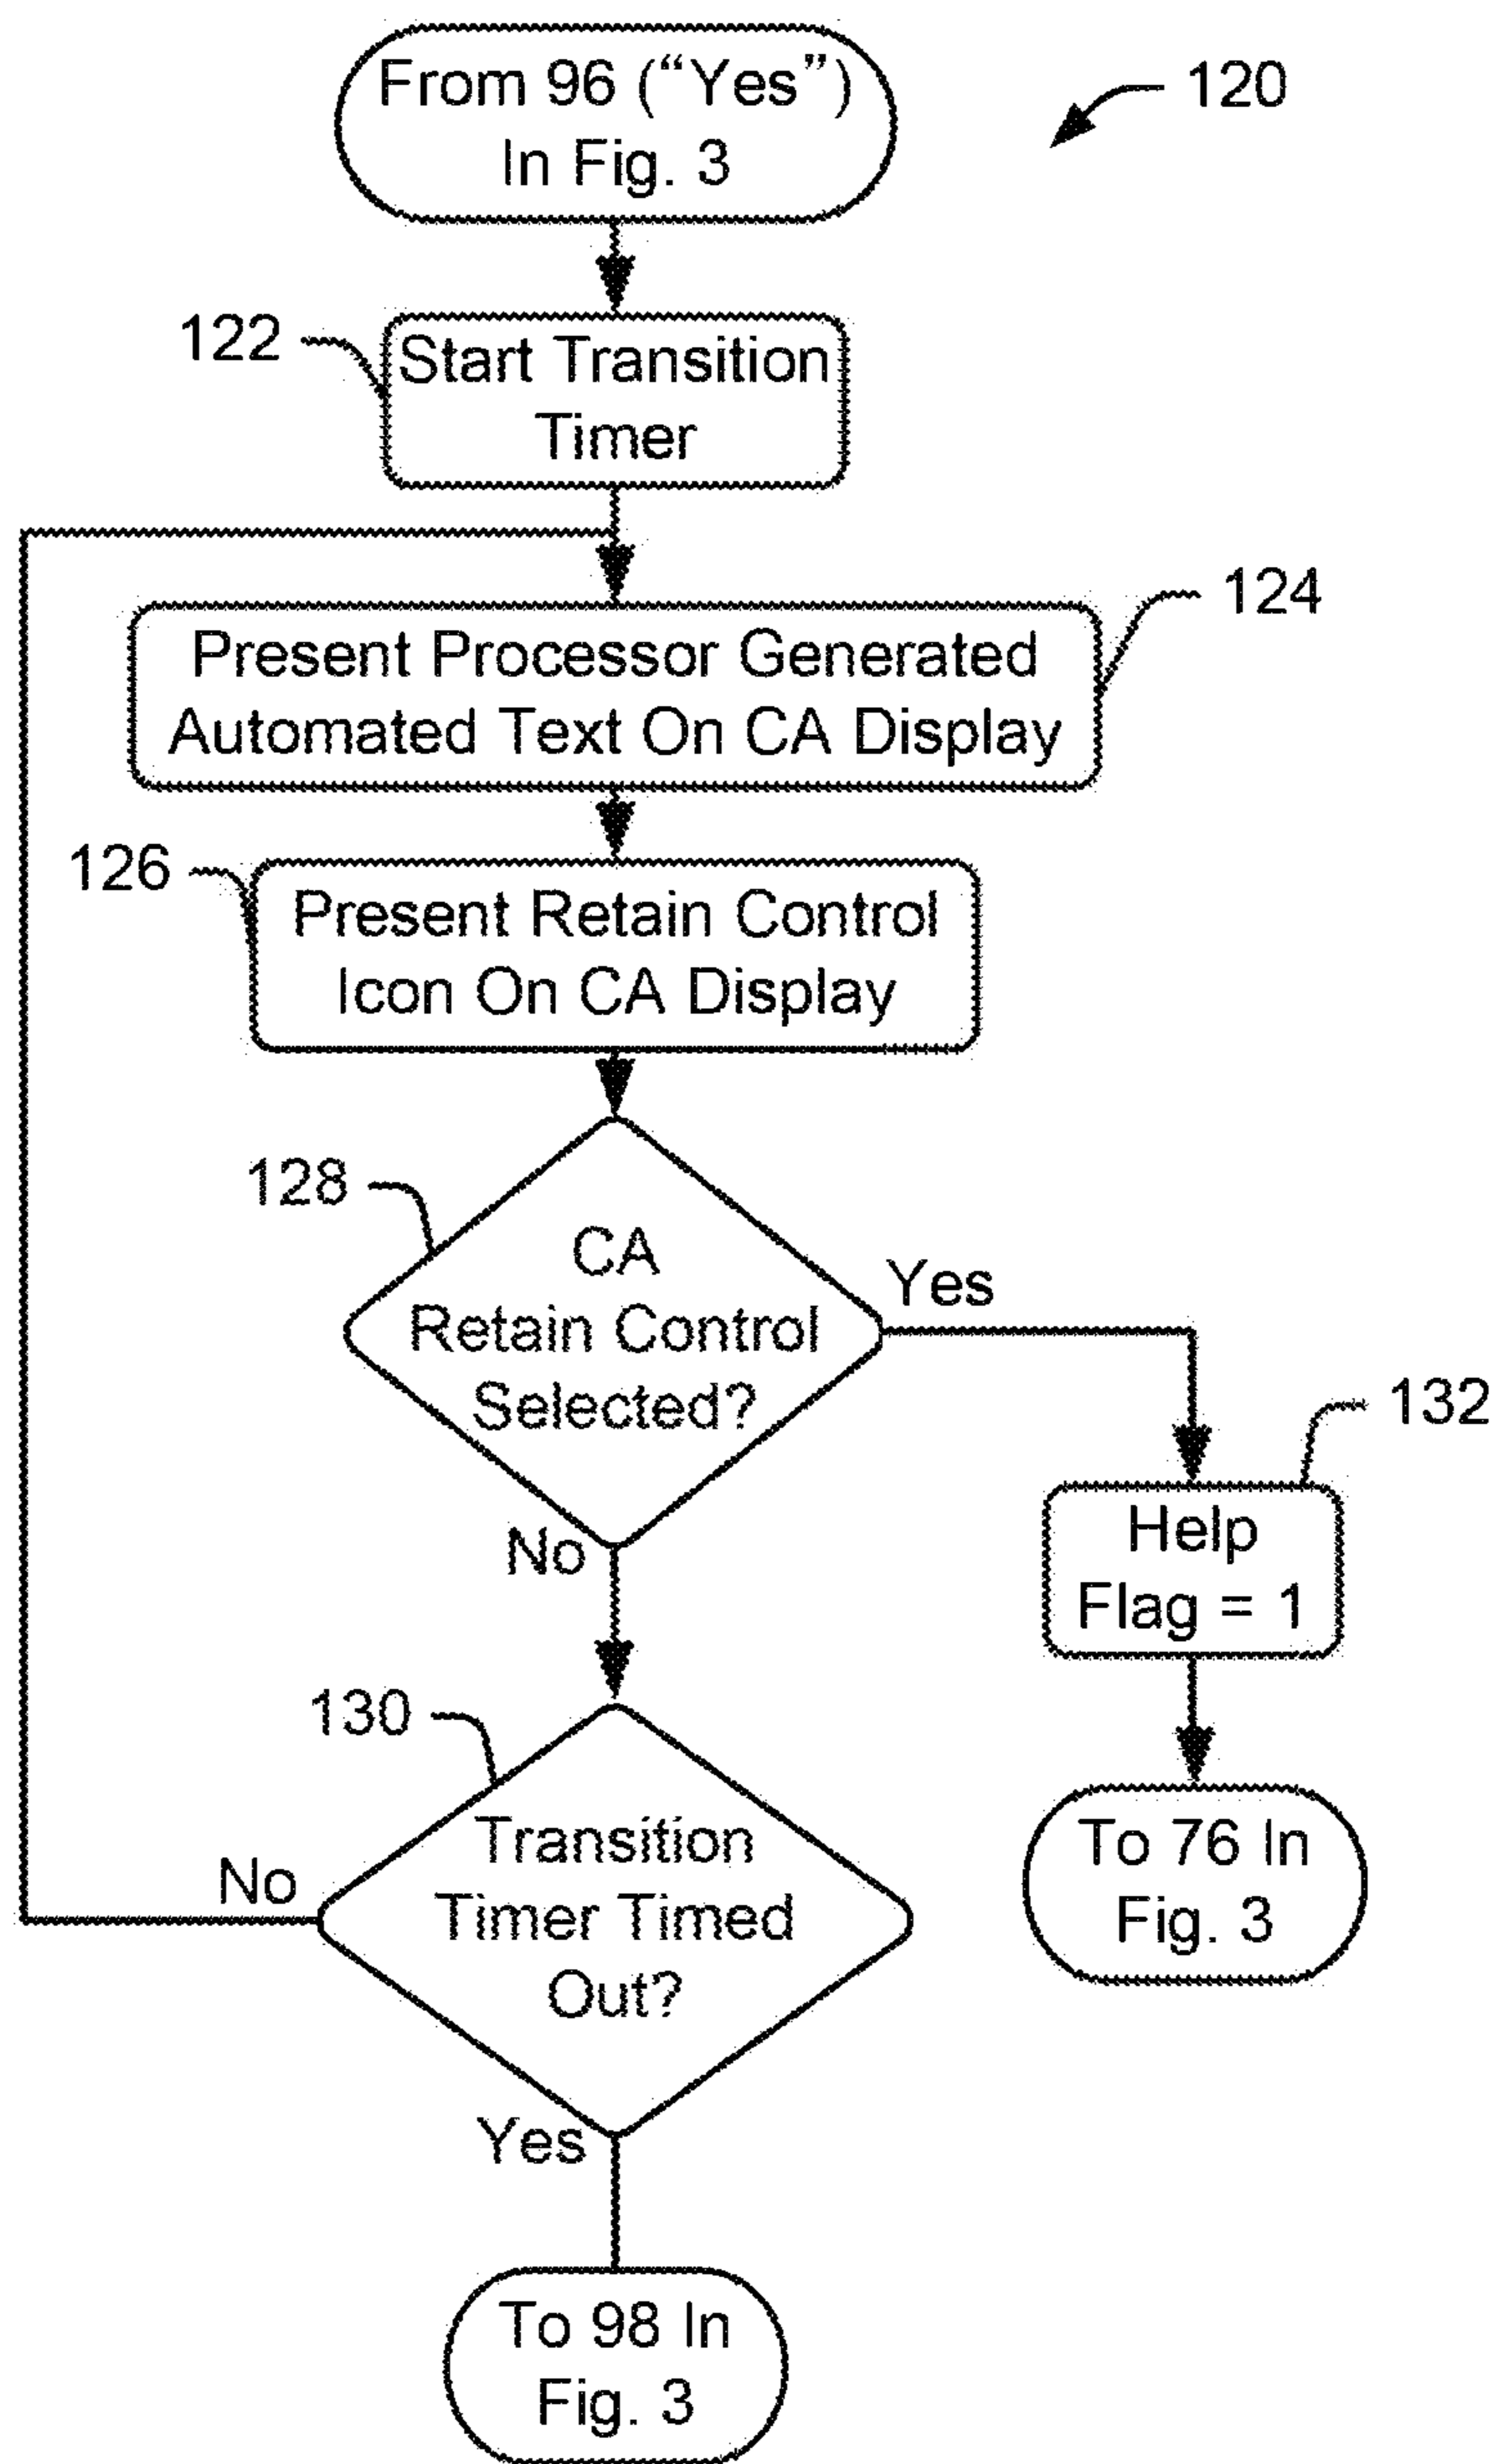 From 96 (“Yes”)
In Fig. 3
120
122
Start Transition
Timer
124
Present Processor Generated
Automated Text On CA Display
126
Present Retain Control
Icon On CA Display
128
CA
Retain Control
Selected?
Yes
No
132
Help
Flag = 1
130
Transition
Timer Timed
Out?
No
To 76 In
Fig. 3
Yes
To 98 In
Fig. 3